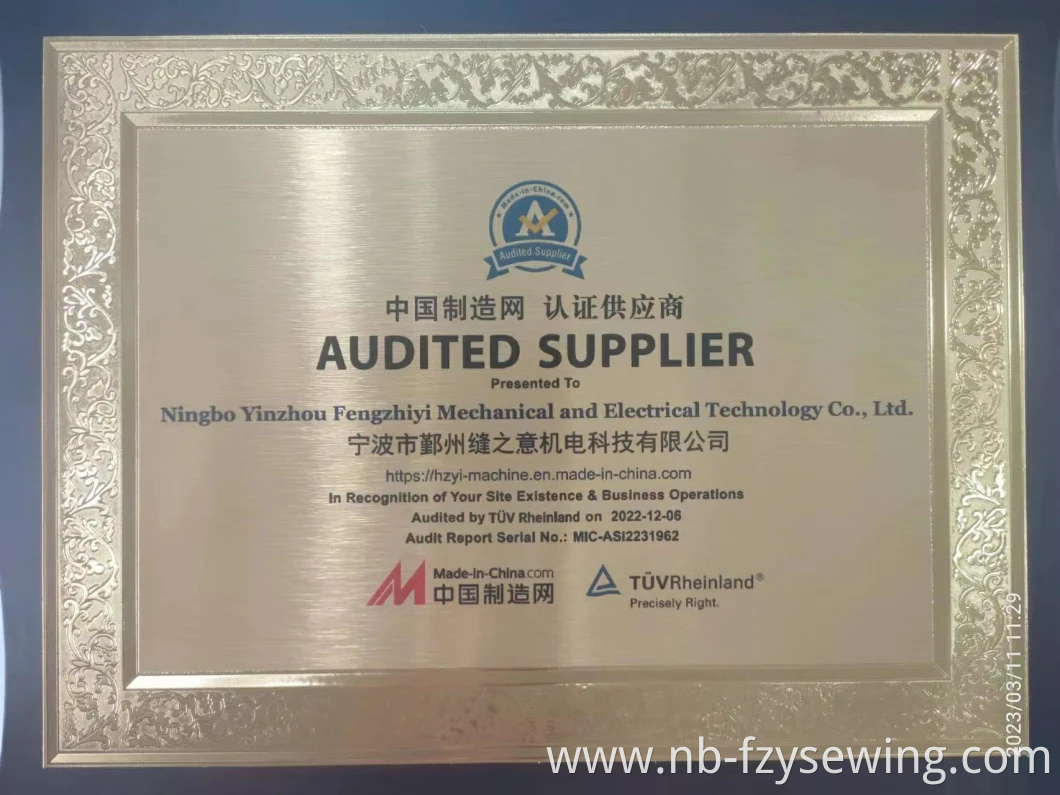 Made-in-China.com
Audited Supplier
中国制造网 认证供应商
AUDITED SUPPLIER
Presented To
Ningbo Yinzhou Fengzhiyi Mechanical and Electrical Technology Co., Ltd.
宁波市鄞州缝之意机电科技有限公司
https://hzyi-machine.en.made-in-china.com
In Recognition of Your Site Existence & Business Operations
Audited by TÜV Rheinland on 2022-12-06
Audit Report Serial No.: MIC-ASI2231962
Made-in-China.com
中国制造网
TÜVRheinland®
Precisely Right.
2023/03/11 11:29
www.nb-fzysewing.com